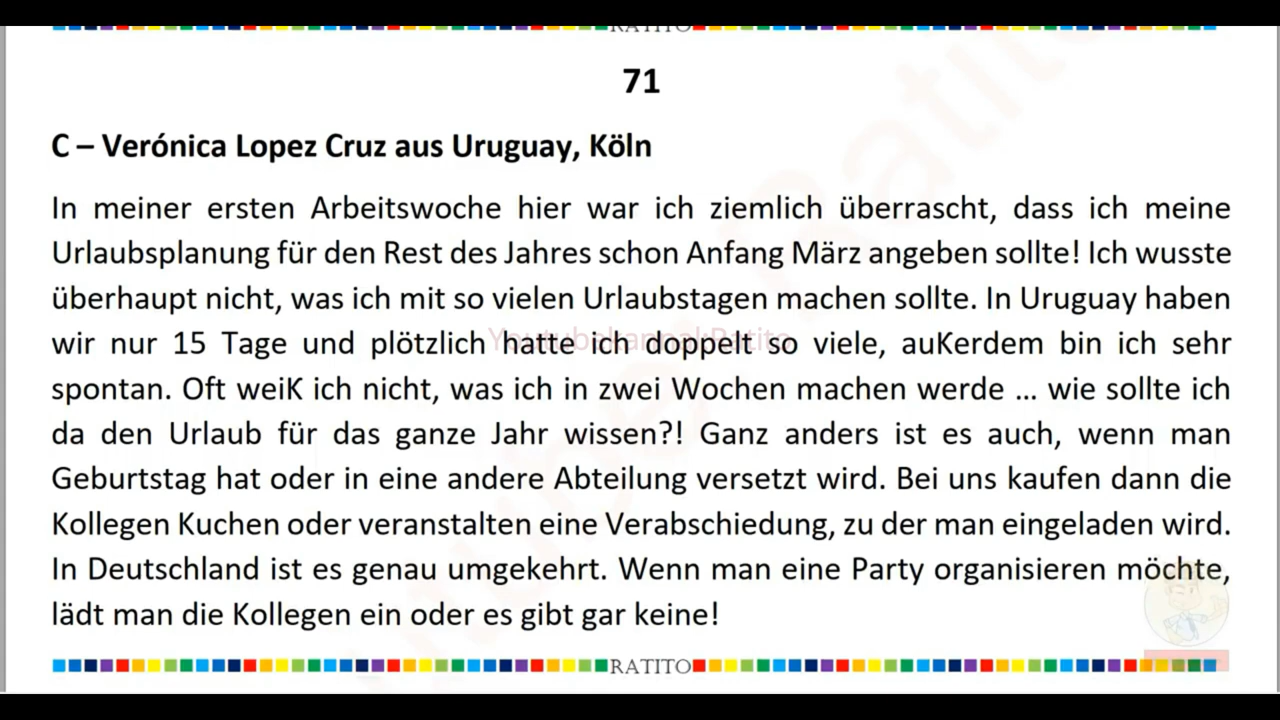 RATITO
71
C – Verónica Lopez Cruz aus Uruguay, Köln
In meiner ersten Arbeitswoche hier war ich ziemlich überrascht, dass ich meine
Urlaubsplanung für den Rest des Jahres schon Anfang März angeben sollte! Ich wusste
überhaupt nicht, was ich mit so vielen Urlaubstagen machen sollte. In Uruguay haben
wir nur 15 Tage und plötzlich hatte ich doppelt so viele, auKerdem bin ich sehr
spontan. Oft weiK ich nicht, was ich in zwei Wochen machen werde ... wie sollte ich
da den Urlaub für das ganze Jahr wissen?! Ganz anders ist es auch, wenn man
Geburtstag hat oder in eine andere Abteilung versetzt wird. Bei uns kaufen dann die
Kollegen Kuchen oder veranstalten eine Verabschiedung, zu der man eingeladen wird.
In Deutschland ist es genau umgekehrt. Wenn man eine Party organisieren möchte,
lädt man die Kollegen ein oder es gibt gar keine!
RATITO